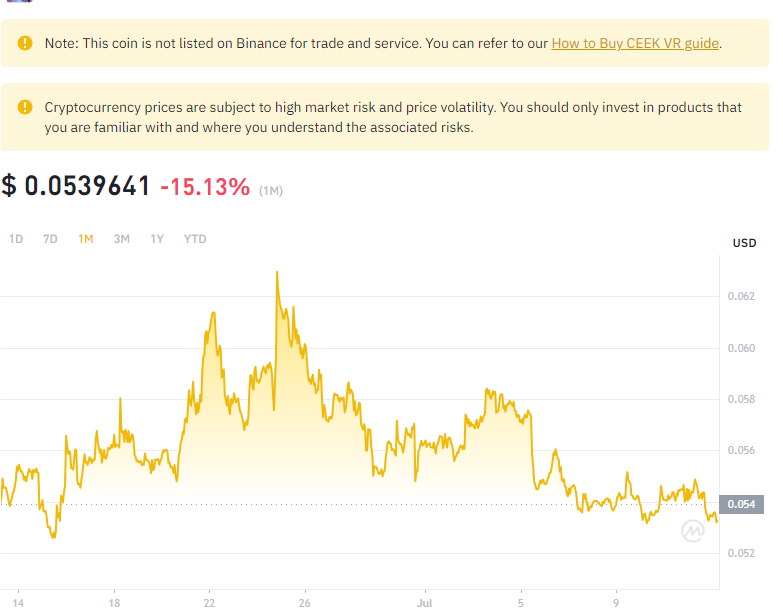 Note: This coin is not listed on Binance for trade and service. You can refer to our How to Buy CEEK VR guide.
Cryptocurrency prices are subject to high market risk and price volatility. You should only invest in products that
you are familiar with and where you understand the associated risks.
$ 0.0539641 -15.13% (1M)
1D 7D 1M 3M 1Y YTD
USD
0.062
0.060
0.058
0.056
0.054
0.052
14 18 22 26 Jul 5 9